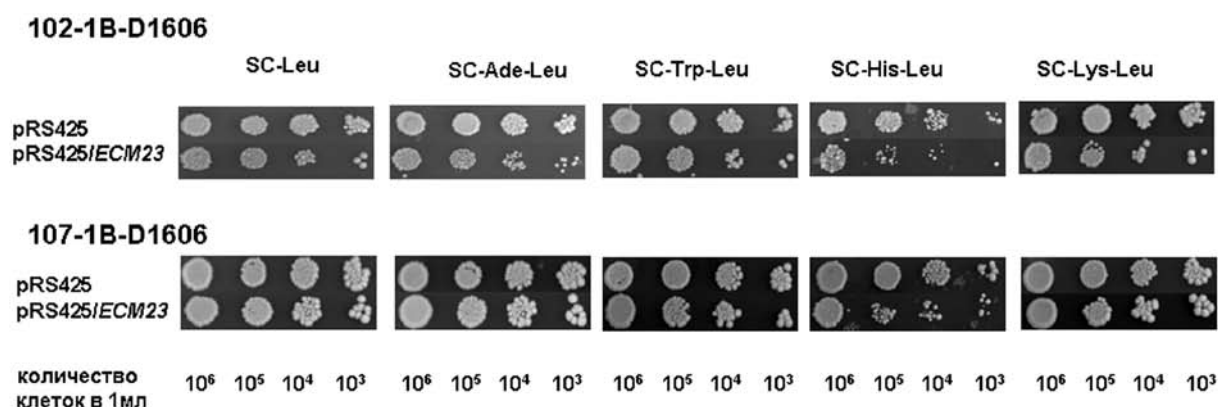 102-1B-D1606
SC-Leu SC-Ade-Leu SC-Trp-Leu SC-His-Leu SC-Lys-Leu
pRS425
pRS425/ECM23
107-1B-D1606
pRS425
pRS425/ECM23
количество 10⁶ 10⁵ 10⁴ 10³ 10⁶ 10⁵ 10⁴ 10³ 10⁶ 10⁵ 10⁴ 10³ 10⁶ 10⁵ 10⁴ 10³ 10⁶ 10⁵ 10⁴ 10³
клеток в 1мл